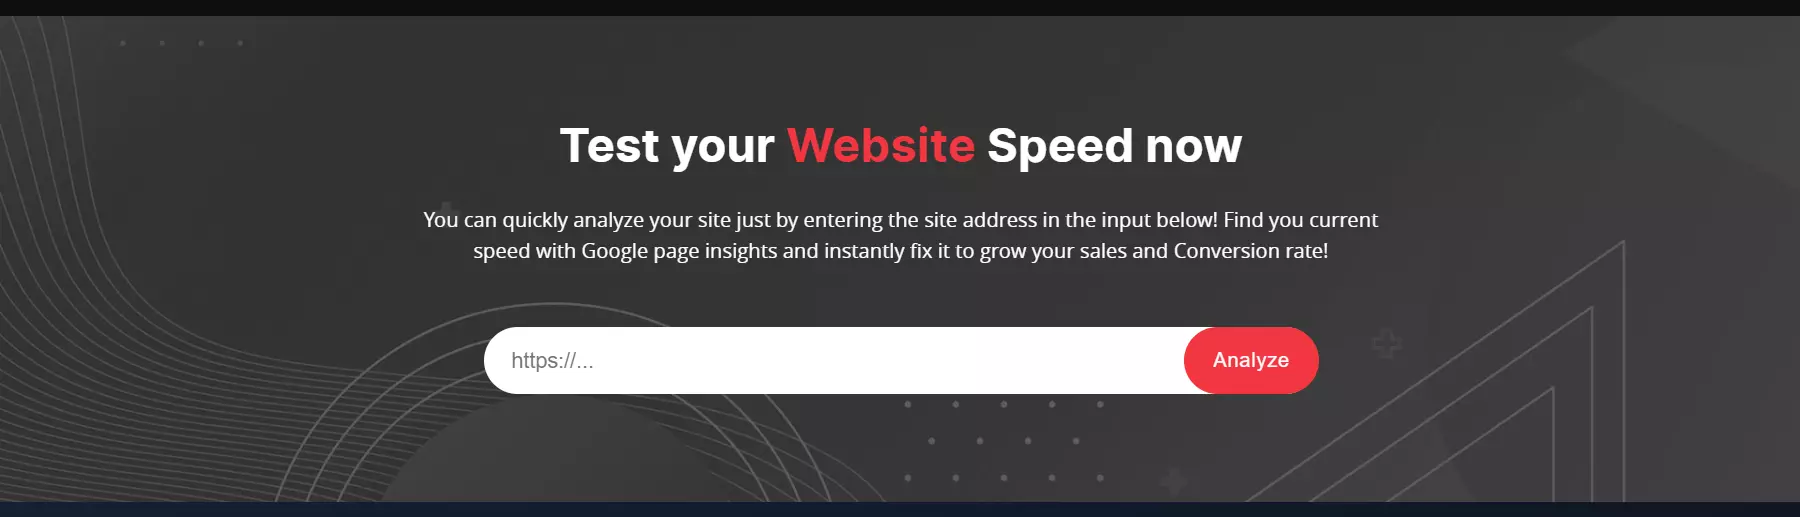 Test your Website Speed now
You can quickly analyze your site just by entering the site address in the input below! Find you current
speed with Google page insights and instantly fix it to grow your sales and Conversion rate!
https://...
Analyze